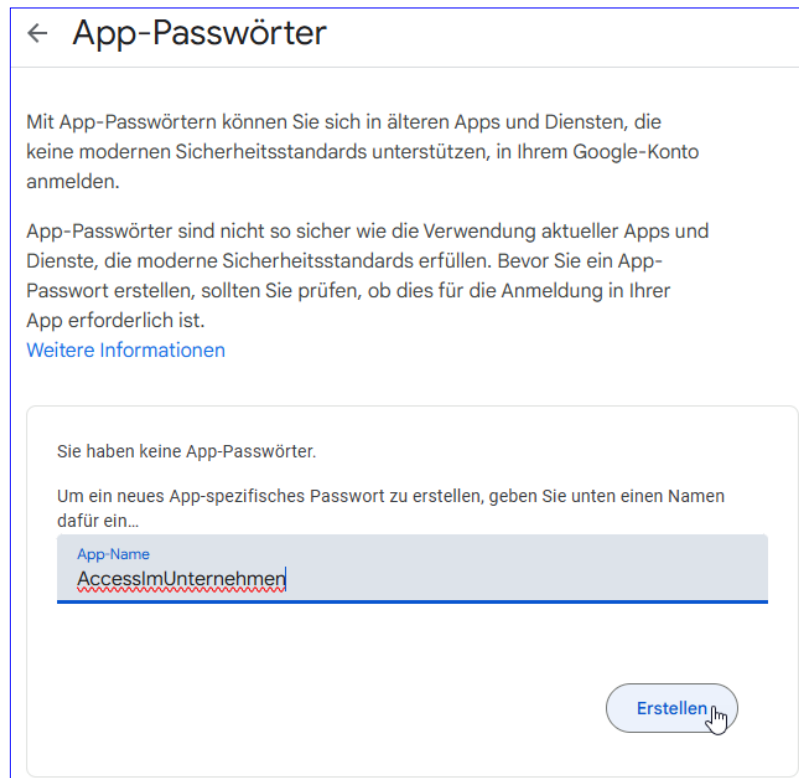 App-Passwörter
Mit App-Passwörtern können Sie sich in älteren Apps und Diensten, die
keine modernen Sicherheitsstandards unterstützen, in Ihrem Google-Konto
anmelden.
App-Passwörter sind nicht so sicher wie die Verwendung aktueller Apps und
Dienste, die moderne Sicherheitsstandards erfüllen. Bevor Sie ein App-
Passwort erstellen, sollten Sie prüfen, ob dies für die Anmeldung in Ihrer
App erforderlich ist.
Weitere Informationen
Sie haben keine App-Passwörter.
Um ein neues App-spezifisches Passwort zu erstellen, geben Sie unten einen Namen
dafür ein…
App-Name
AccessImUnternehmen
Erstellen